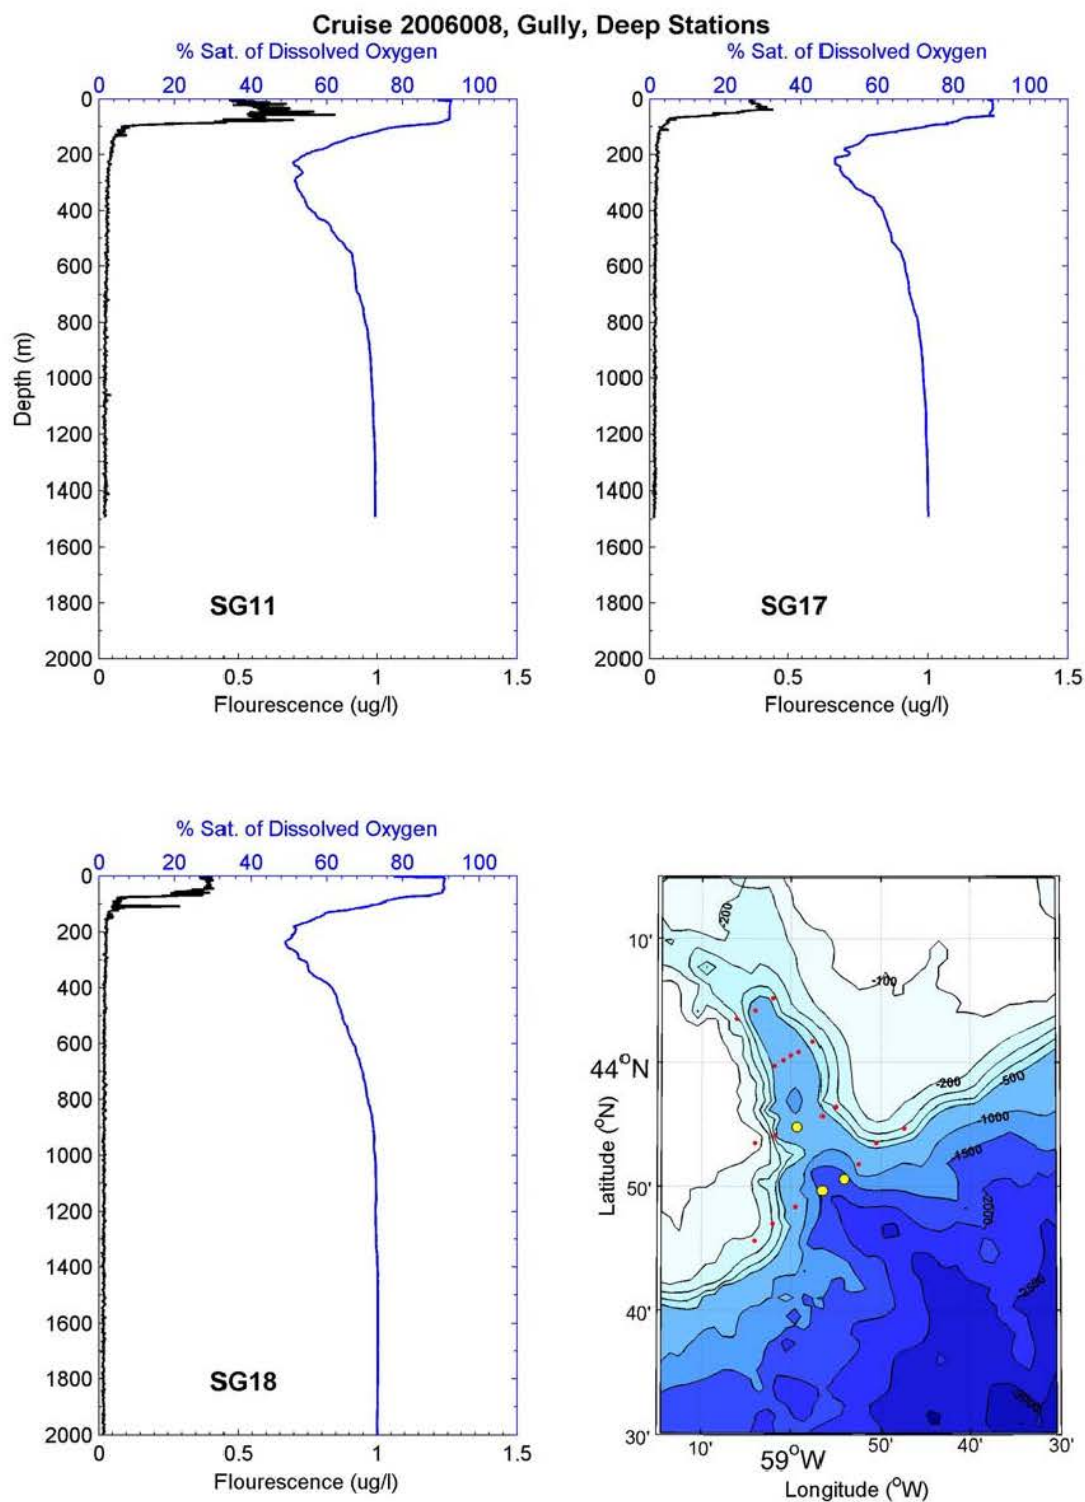 Cruise 2006008, Gully, Deep Stations
% Sat. of Dissolved Oxygen
0 20 40 60 80 100
0
200
400
600
800
1000
1200
1400
1600
1800
2000
Depth (m)
SG11
0 0.5 1 1.5
Flourescence (ug/l)
% Sat. of Dissolved Oxygen
0 20 40 60 80 100
0
200
400
600
800
1000
1200
1400
1600
1800
2000
SG17
0 0.5 1 1.5
Flourescence (ug/l)
% Sat. of Dissolved Oxygen
0 20 40 60 80 100
0
200
400
600
800
1000
1200
1400
1600
1800
2000
SG18
0 0.5 1 1.5
Flourescence (ug/l)
-200
10'
-100
44°N
-200
-500
-1000
-1500
Latitude (°N)
50'
-2000
-2500
40'
30'
10' 59°W 50' 40' 30'
Longitude (°W)